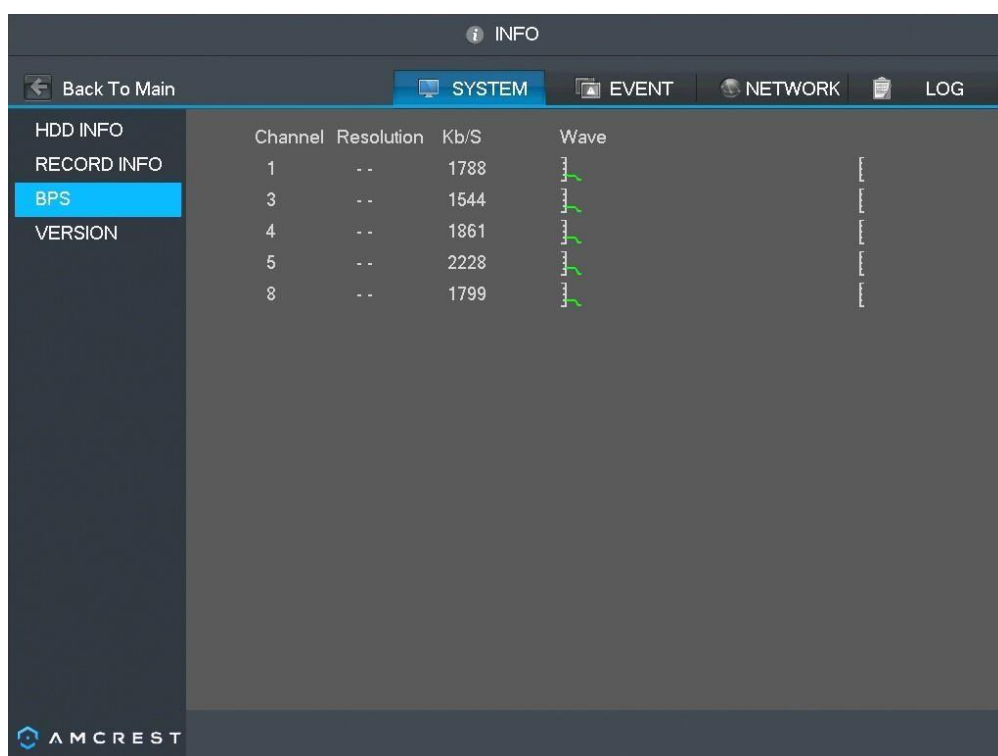 INFO
Back To Main
SYSTEM
EVENT
NETWORK
LOG
HDD INFO
RECORD INFO
BPS
VERSION
Channel Resolution Kb/S Wave
1 - - 1788
3 - - 1544
4 - - 1861
5 - - 2228
8 - - 1799
AMCREST